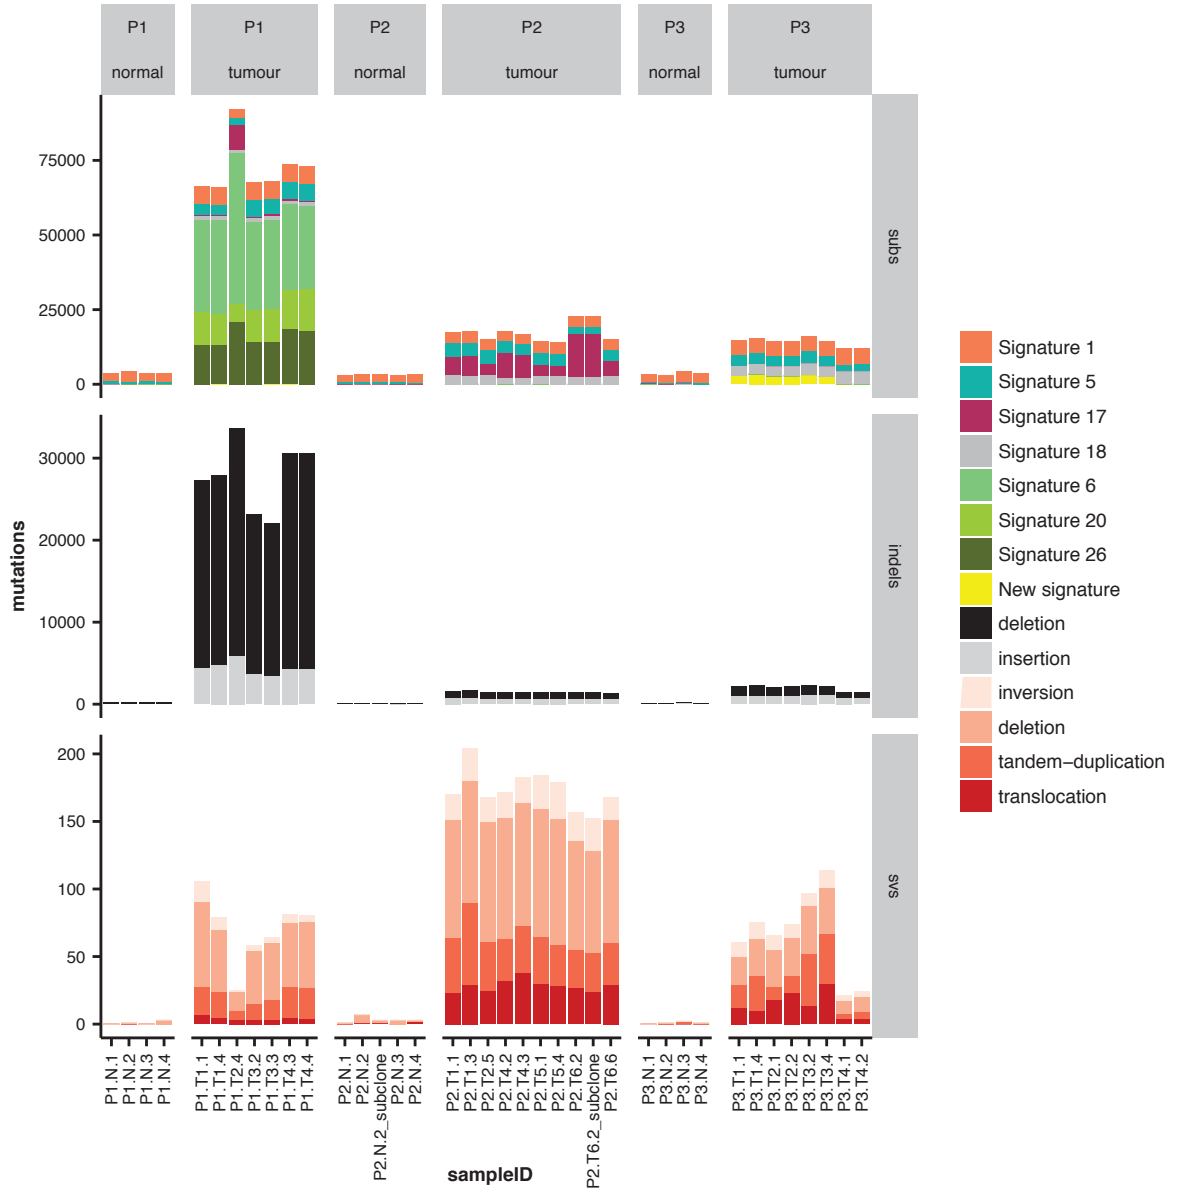 P1 P1 P2 P2 P3 P3
normal tumour normal tumour normal tumour
subs
75000
50000
25000
0
indels
30000
20000
10000
0
svs
200
150
100
50
0
mutations
P1.N.1
P1.N.2
P1.N.3
P1.N.4
P1.T1.1
P1.T1.4
P1.T2.4
P1.T3.2
P1.T3.3
P1.T4.3
P1.T4.4
P2.N.1
P2.N.2
P2.N.2_subclone
P2.N.3
P2.N.4
P2.T1.1
P2.T1.3
P2.T2.5
P2.T4.2
P2.T4.3
P2.T5.1
P2.T5.4
P2.T6.2
P2.T6.2_subclone
P2.T6.6
P3.N.1
P3.N.2
P3.N.3
P3.N.4
P3.T1.1
P3.T1.4
P3.T2.1
P3.T2.2
P3.T3.2
P3.T3.4
P3.T4.1
P3.T4.2
sampleID
Signature 1
Signature 5
Signature 17
Signature 18
Signature 6
Signature 20
Signature 26
New signature
deletion
insertion
inversion
deletion
tandem−duplication
translocation